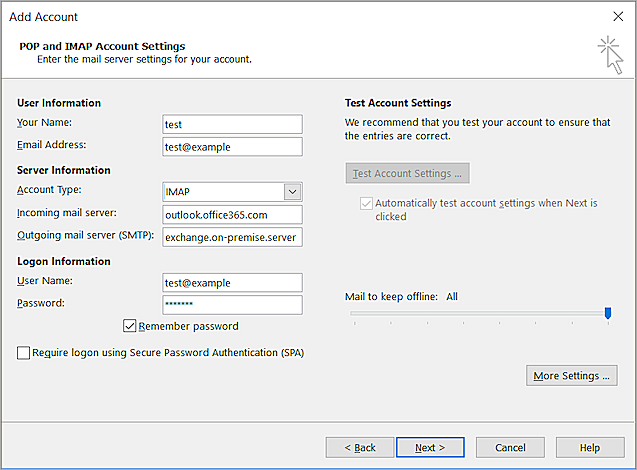 Add Account
POP and IMAP Account Settings
Enter the mail server settings for your account.
User Information
Your Name:
test
Email Address:
test@example
Server Information
Account Type:
IMAP
Incoming mail server:
outlook.office365.com
Outgoing mail server (SMTP):
exchange.on-premise.server
Logon Information
User Name:
test@example
Password:
*******
Remember password
Require logon using Secure Password Authentication (SPA)
Test Account Settings
We recommend that you test your account to ensure that
the entries are correct.
Test Account Settings ...
Automatically test account settings when Next is
clicked
Mail to keep offline: All
More Settings ...
< Back
Next >
Cancel
Help